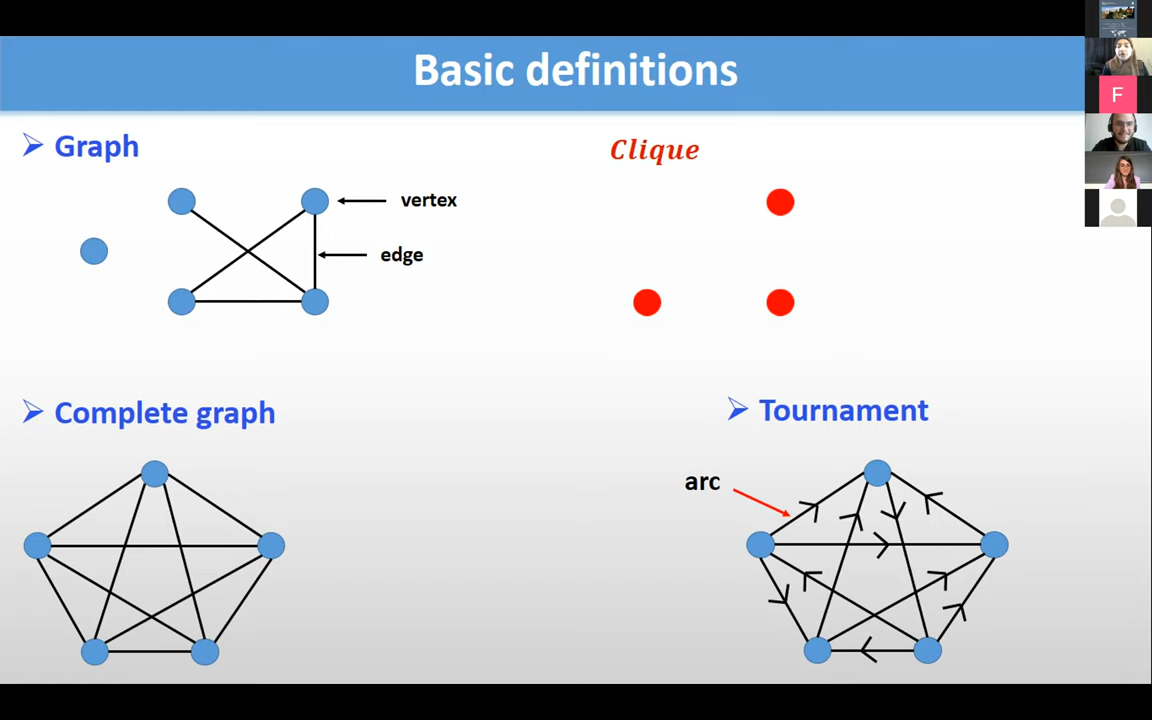 Basic definitions
➢ Graph
Clique
vertex
edge
F
➢ Complete graph
➢ Tournament
arc